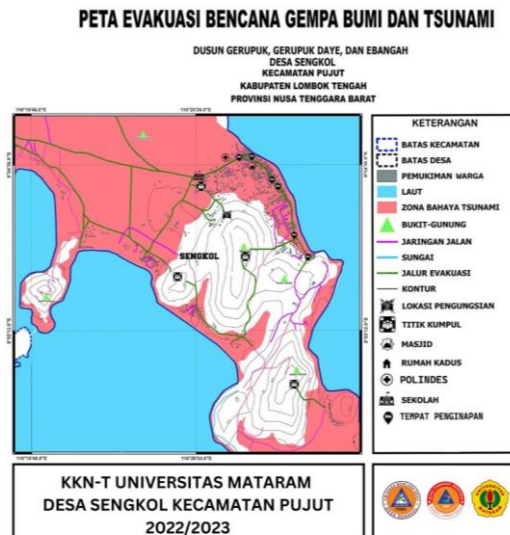 PETA EVAKUASI BENCANA GEMPA BUMI DAN TSUNAMI
DUSUN GERUPUK, GERUPUK DAYE, DAN EBANGAH
DESA SENGKOL
KECAMATAN PUJUT
KABUPATEN LOMBOK TENGAH
PROVINSI NUSA TENGGARA BARAT
SENGKOL
KETERANGAN
BATAS KECAMATAN
BATAS DESA
PEMUKIMAN WARGA
LAUT
ZONA BAHAYA TSUNAMI
BUKIT-GUNUNG
JARINGAN JALAN
SUNGAI
JALUR EVAKUASI
KONTUR
LOKASI PENGUNGSIAN
TITIK KUMPUL
MASJID
RUMAH KADUS
POLINDES
SEKOLAH
TEMPAT PENGINAPAN
KKN-T UNIVERSITAS MATARAM
DESA SENGKOL KECAMATAN PUJUT
2022/2023